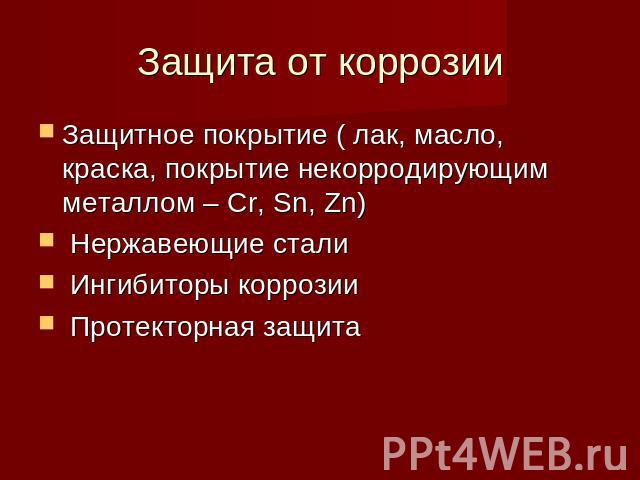 Защита от коррозии
Защитное покрытие ( лак, масло,
краска, покрытие некорродирующим
металлом – Cr, Sn, Zn)
Нержавеющие стали
Ингибиторы коррозии
Протекторная защита
PPt4WEB.ru